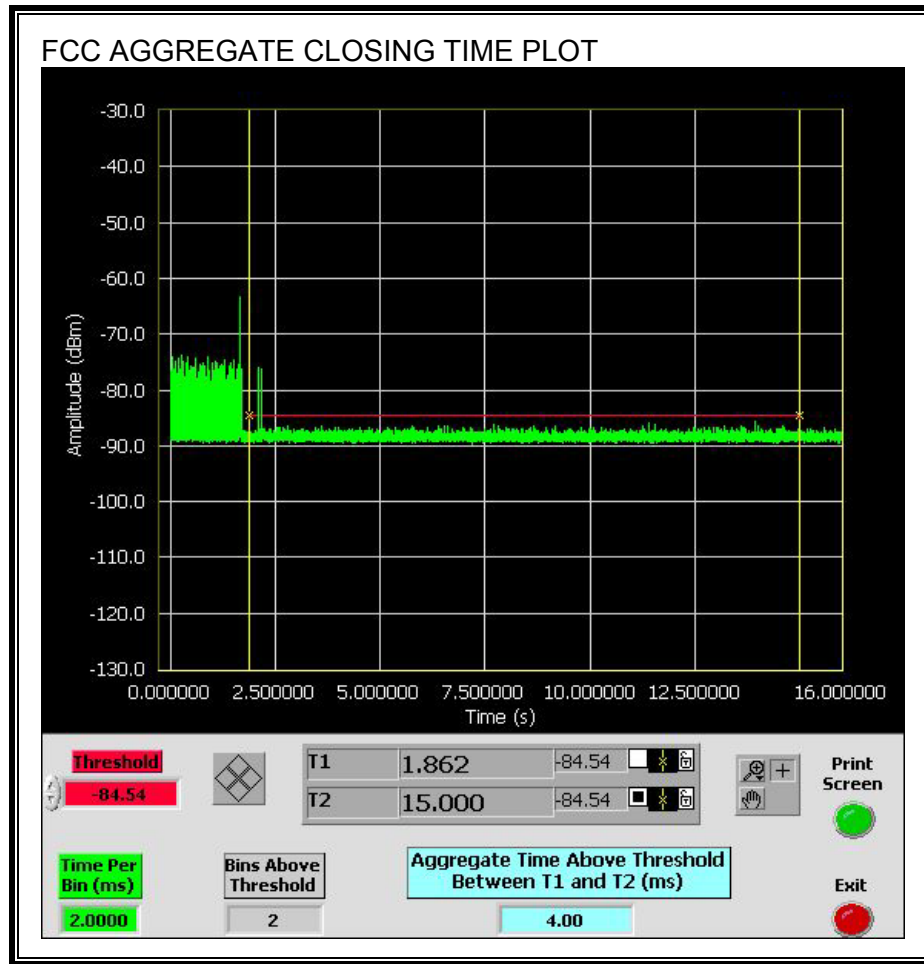 FCC AGGREGATE CLOSING TIME PLOT
-30.0
-40.0
-50.0
-60.0
-70.0
-80.0
-90.0
-100.0
-110.0
-120.0
-130.0
Amplitude (dBm)
0.000000 2.500000 5.000000 7.500000 10.000000 12.500000 16.000000
Time (s)
Threshold
-84.54
T1 1.862 -84.54
T2 15.000 -84.54
Print
Screen
Time Per
Bin (ms)
2.0000
Bins Above
Threshold
2
Aggregate Time Above Threshold
Between T1 and T2 (ms)
4.00
Exit